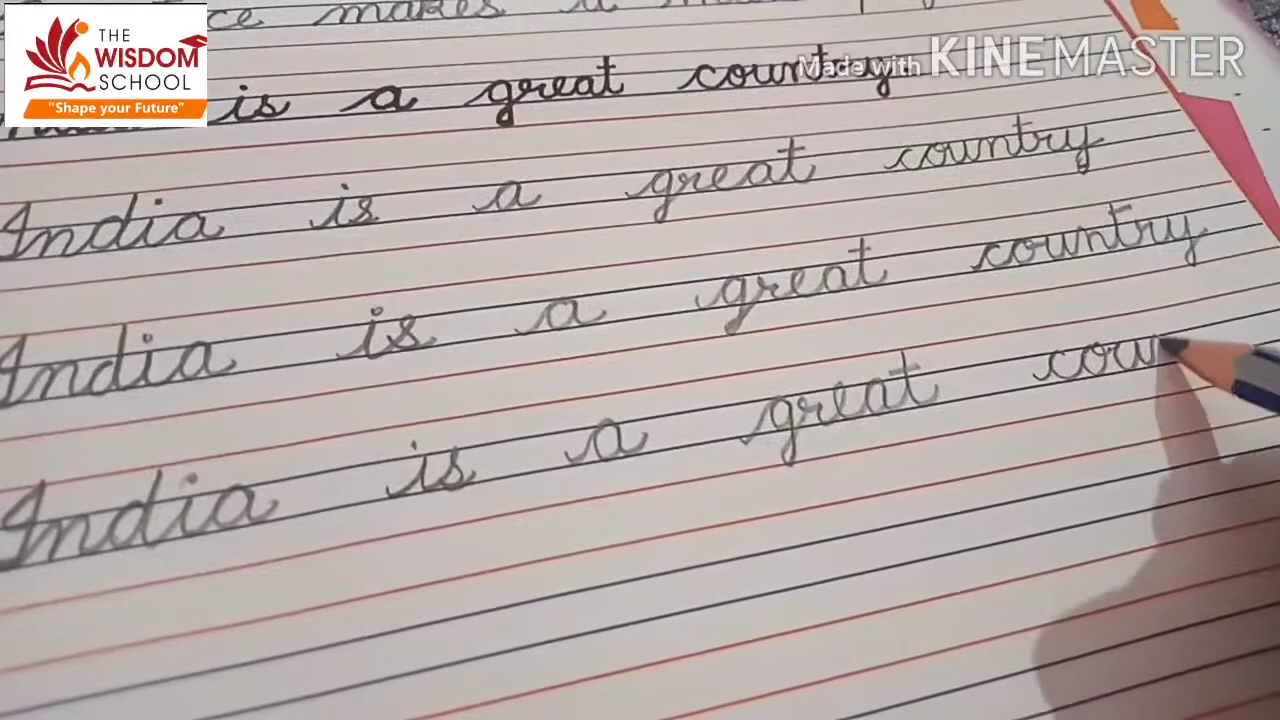 makes a
THE
WISDOM
SCHOOL
"Shape your Future"
Made with KINEMASTER
is a great country
India is a great country
India is a great country
India is a great cou